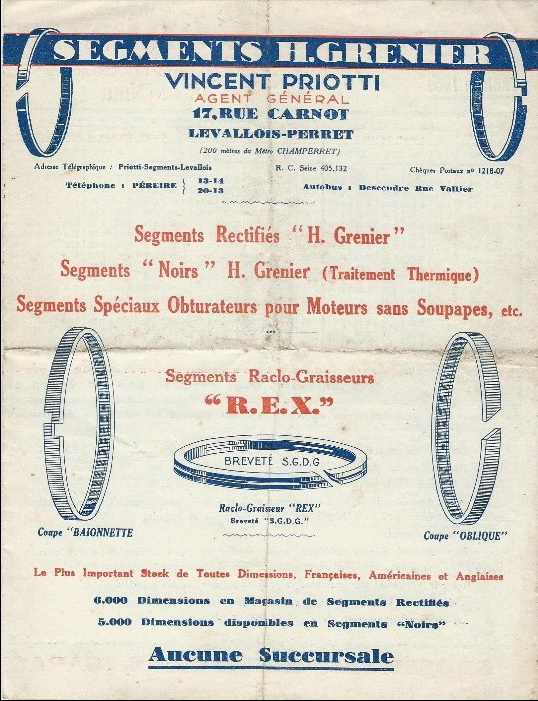 SEGMENTS H.GRENIER
VINCENT PRIOTTI
AGENT GÉNÉRAL
17, RUE CARNOT
LEVALLOIS-PERRET
(200 mètres du Métro CHAMPERRET)
Adresse Télégraphique : Priotti-Segments-Levallois R. C. Seine 405.132 Chèques Postaux nº 1218-07
Téléphone : PÉREIRE { 13-14 20-13 Autobus : Descendre Rue Vallier
Segments Rectifiés “H. Grenier”
Segments “Noirs” H. Grenier (Traitement Thermique)
Segments Spéciaux Obturateurs pour Moteurs sans Soupapes, etc.
Segments Raclo-Graisseurs
“R.E.X.”
BREVETÉ S.G.D.G
Raclo-Graisseur "REX"
Breveté "S.G.D.G."
Coupe "BAIONNETTE
Coupe "OBLIQUE"
Le Plus Important Stock de Toutes Dimessions, Françaises, Américaines et Anglaises
6.000 Dimensions en Magasin de Segments Rectifiés
5.000 Dimensions disponibles en Segments “Noirs”
Aucune Succursale